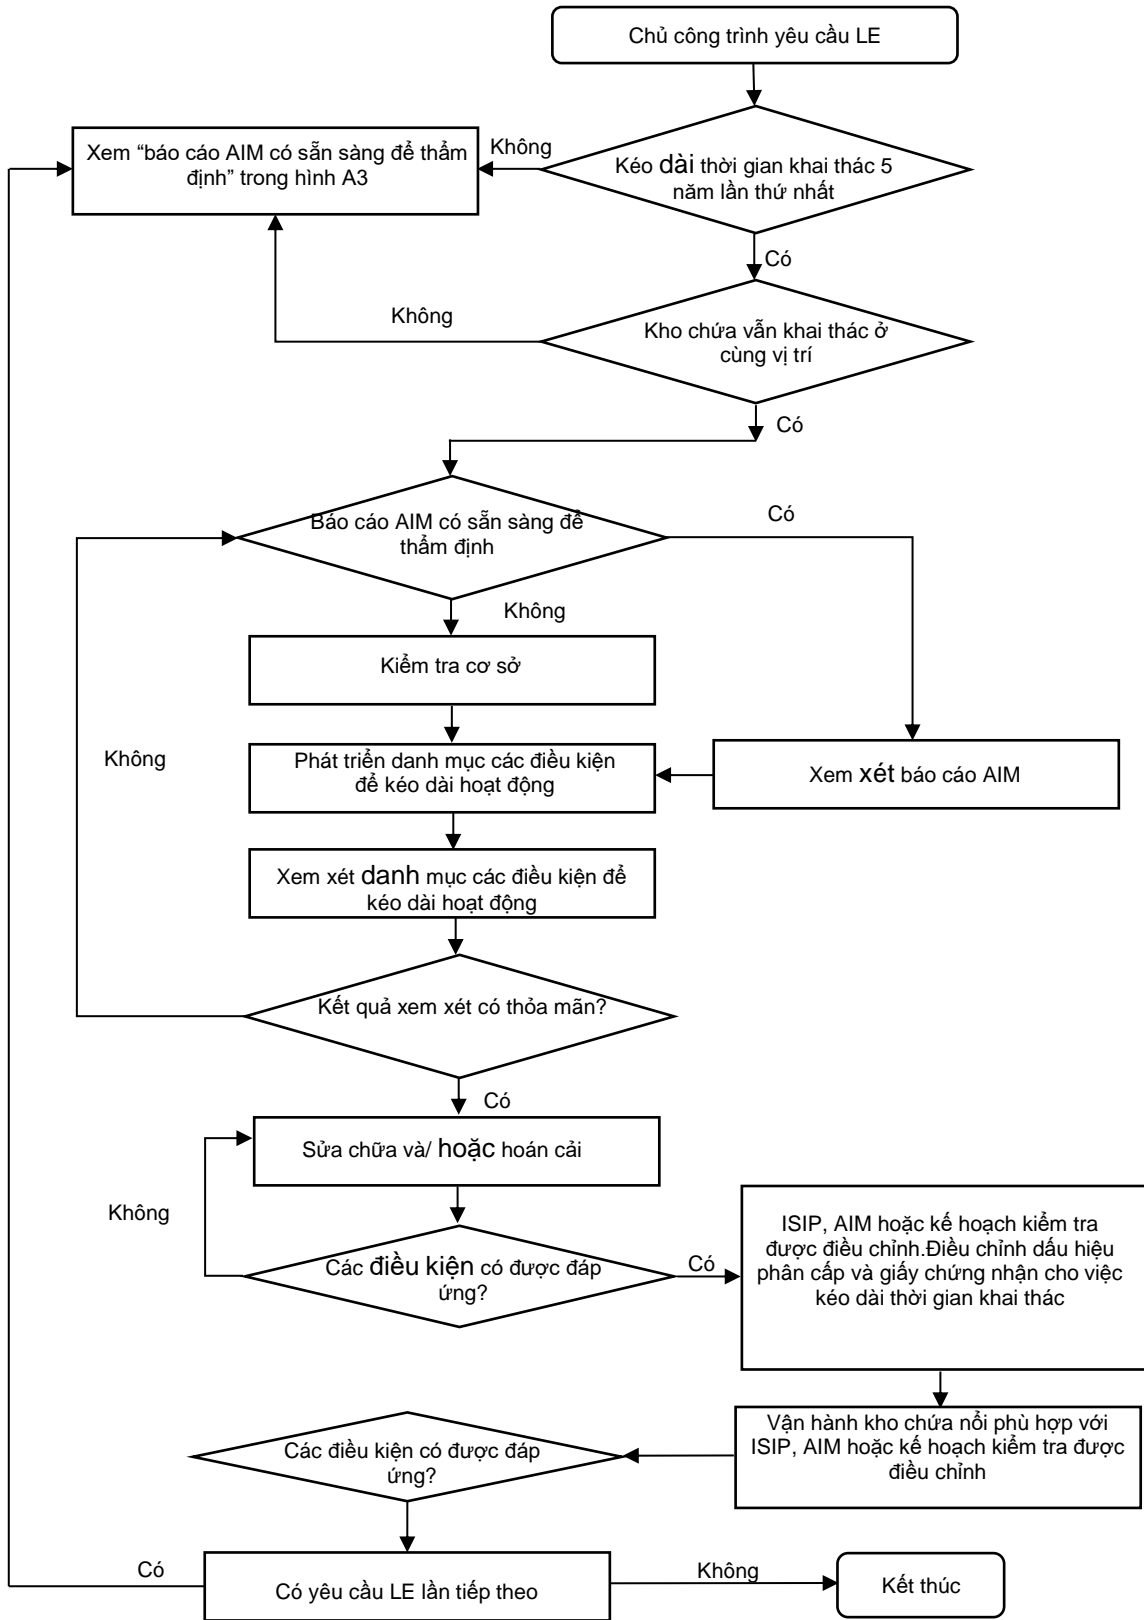 Chủ công trình yêu cầu LE
Kéo dài thời gian khai thác 5
năm lần thứ nhất
Không
Xem “báo cáo AIM có sẵn sàng để thẩm
định” trong hình A3
Có
Kho chứa vẫn khai thác ở
cùng vị trí
Không
Có
Báo cáo AIM có sẵn sàng để
thẩm định
Có
Không
Kiểm tra cơ sở
Phát triển danh mục các điều kiện
để kéo dài hoạt động
Xem xét báo cáo AIM
Không
Xem xét danh mục các điều kiện để
kéo dài hoạt động
Kết quả xem xét có thỏa mãn?
Có
Sửa chữa và/ hoặc hoán cải
Không
Các điều kiện có được đáp
ứng?
Có
ISIP, AIM hoặc kế hoạch kiểm tra
được điều chỉnh.Điều chỉnh dấu hiệu
phân cấp và giấy chứng nhận cho việc
kéo dài thời gian khai thác
Vận hành kho chứa nổi phù hợp với
ISIP, AIM hoặc kế hoạch kiểm tra được
điều chỉnh
Các điều kiện có được đáp
ứng?
Có
Có yêu cầu LE lần tiếp theo
Không
Kết thúc